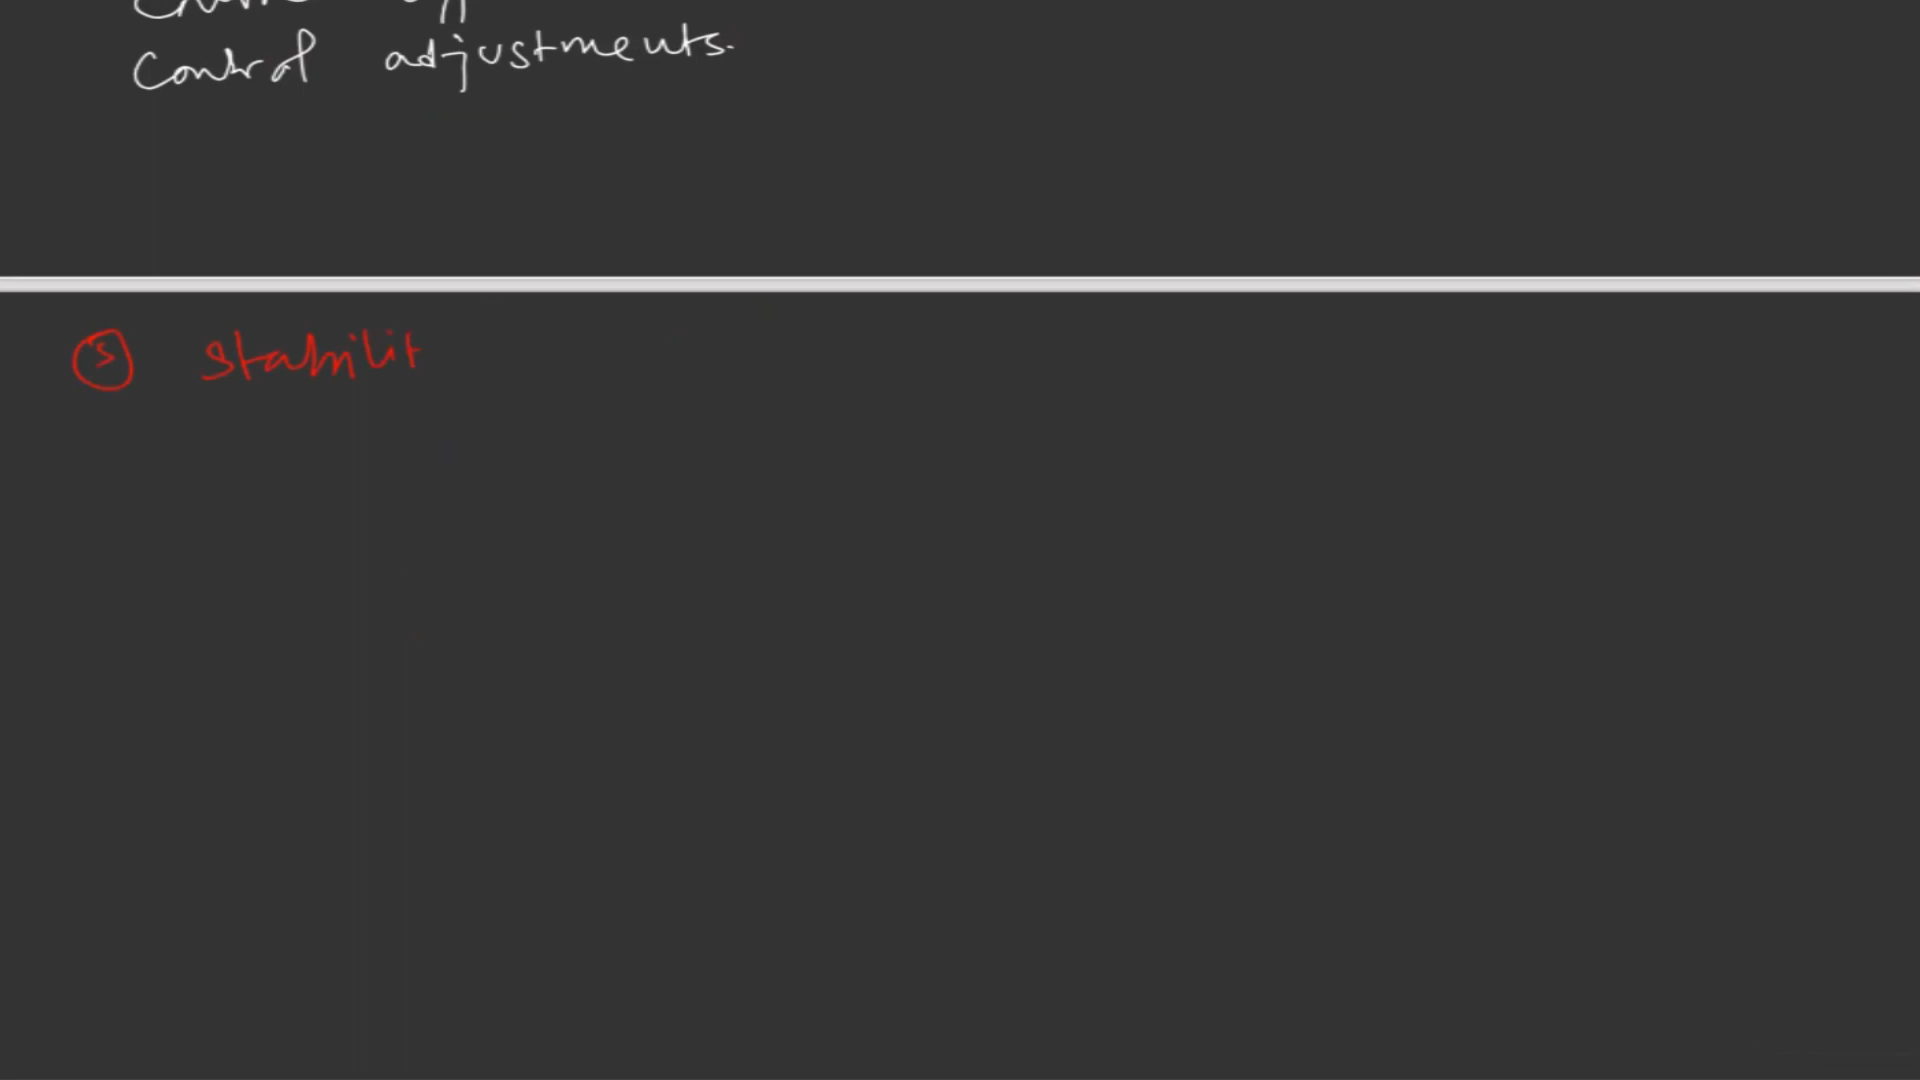 control adjustments.
⑤ Stabilit